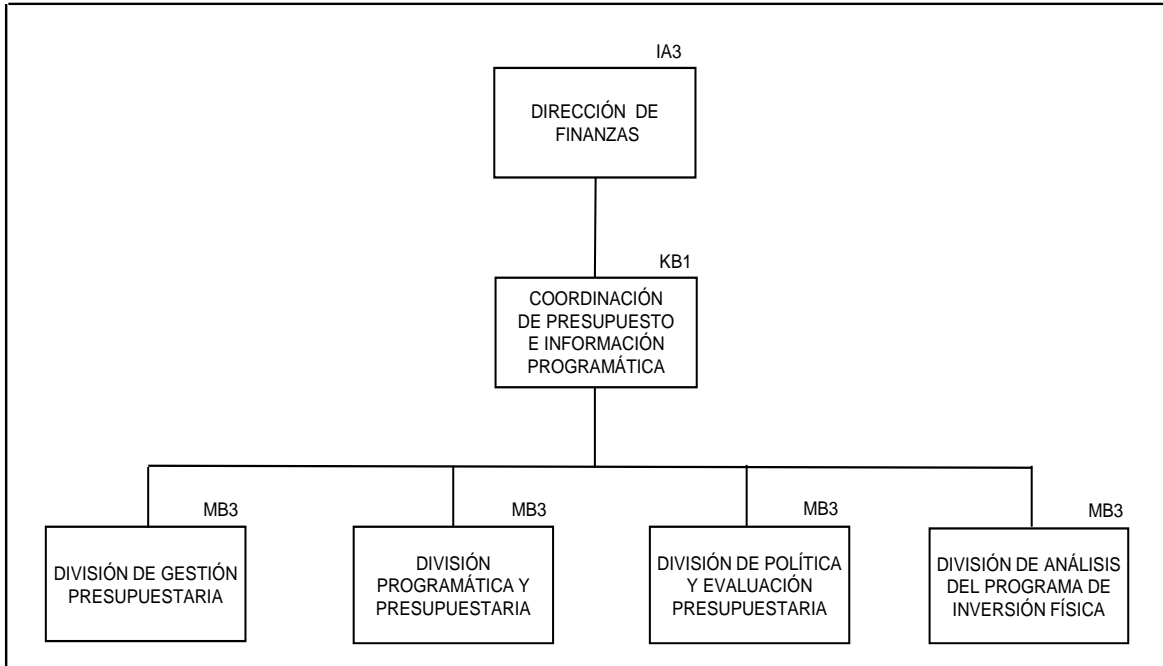 IA3
DIRECCIÓN DE
FINANZAS
KB1
COORDINACIÓN
DE PRESUPUESTO
E INFORMACIÓN
PROGRAMÁTICA
MB3
DIVISIÓN DE GESTIÓN
PRESUPUESTARIA
MB3
DIVISIÓN
PROGRAMÁTICA Y
PRESUPUESTARIA
MB3
DIVISIÓN DE POLÍTICA
Y EVALUACIÓN
PRESUPUESTARIA
MB3
DIVISIÓN DE ANÁLISIS
DEL PROGRAMA DE
INVERSIÓN FÍSICA